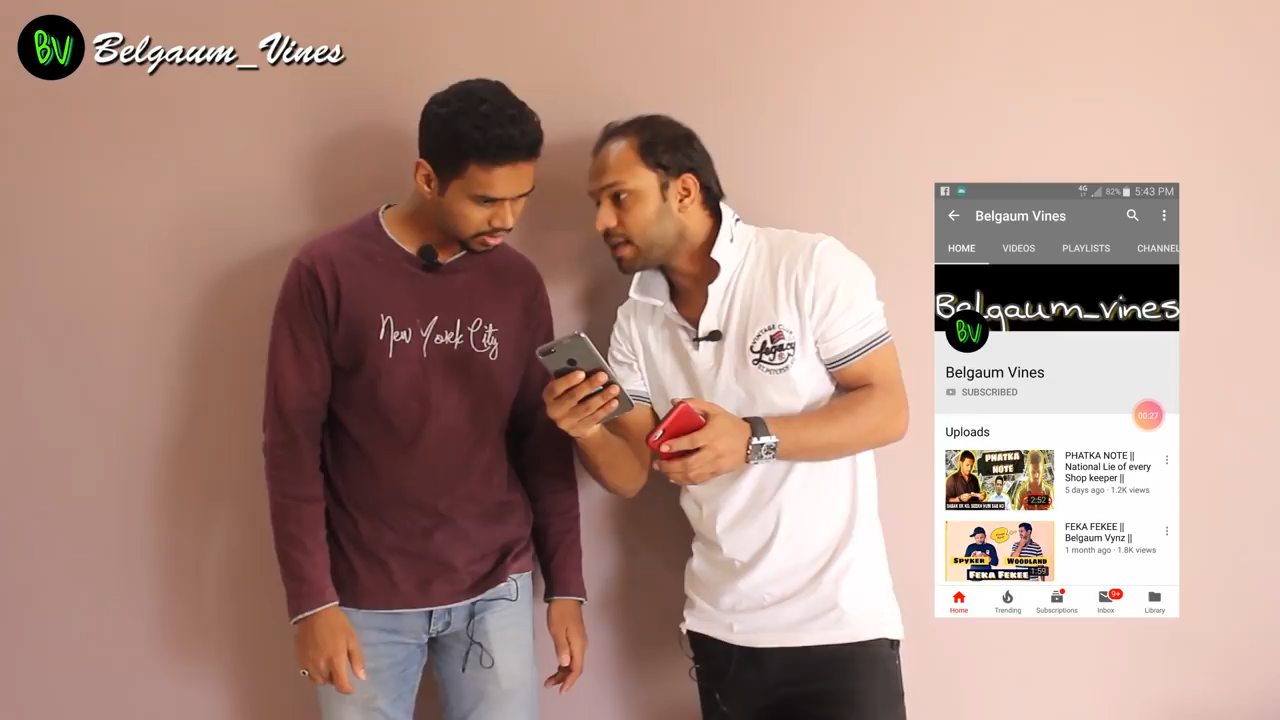 BV Belgaum_Vines
New York City
VINTAGE
Legacy
4G 82% 5:43 PM
Belgaum Vines
HOME VIDEOS PLAYLISTS CHANNEL
Belgaum_vines
BV
Belgaum Vines
SUBSCRIBED
00:27
Uploads
PHATKA
NOTE
2:52
PHATKA NOTE ||
National Lie of every
Shop keeper ||
5 days ago · 1.2K views
SPYKER WOODLAND
FEKA FEKEE
1:59
FEKA FEKEE ||
Belgaum Vynz ||
1 month ago · 1.8K views
9+
Home Trending Subscriptions Inbox Library